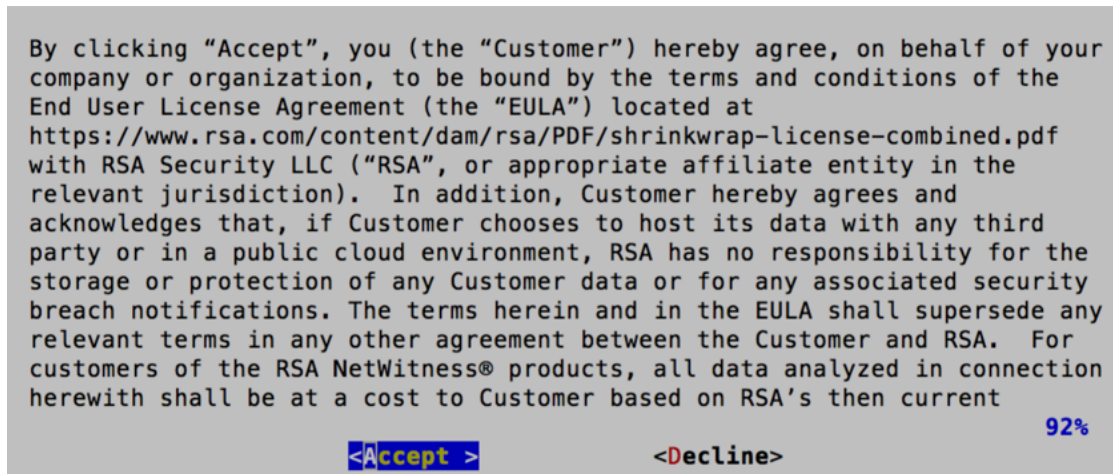 By clicking “Accept”, you (the “Customer”) hereby agree, on behalf of your
company or organization, to be bound by the terms and conditions of the
End User License Agreement (the “EULA”) located at
https://www.rsa.com/content/dam/rsa/PDF/shrinkwrap-license-combined.pdf
with RSA Security LLC (“RSA”, or appropriate affiliate entity in the
relevant jurisdiction).  In addition, Customer hereby agrees and
acknowledges that, if Customer chooses to host its data with any third
party or in a public cloud environment, RSA has no responsibility for the
storage or protection of any Customer data or for any associated security
breach notifications. The terms herein and in the EULA shall supersede any
relevant terms in any other agreement between the Customer and RSA.  For
customers of the RSA NetWitness® products, all data analyzed in connection
herewith shall be at a cost to Customer based on RSA’s then current
92%
<Accept > <Decline>